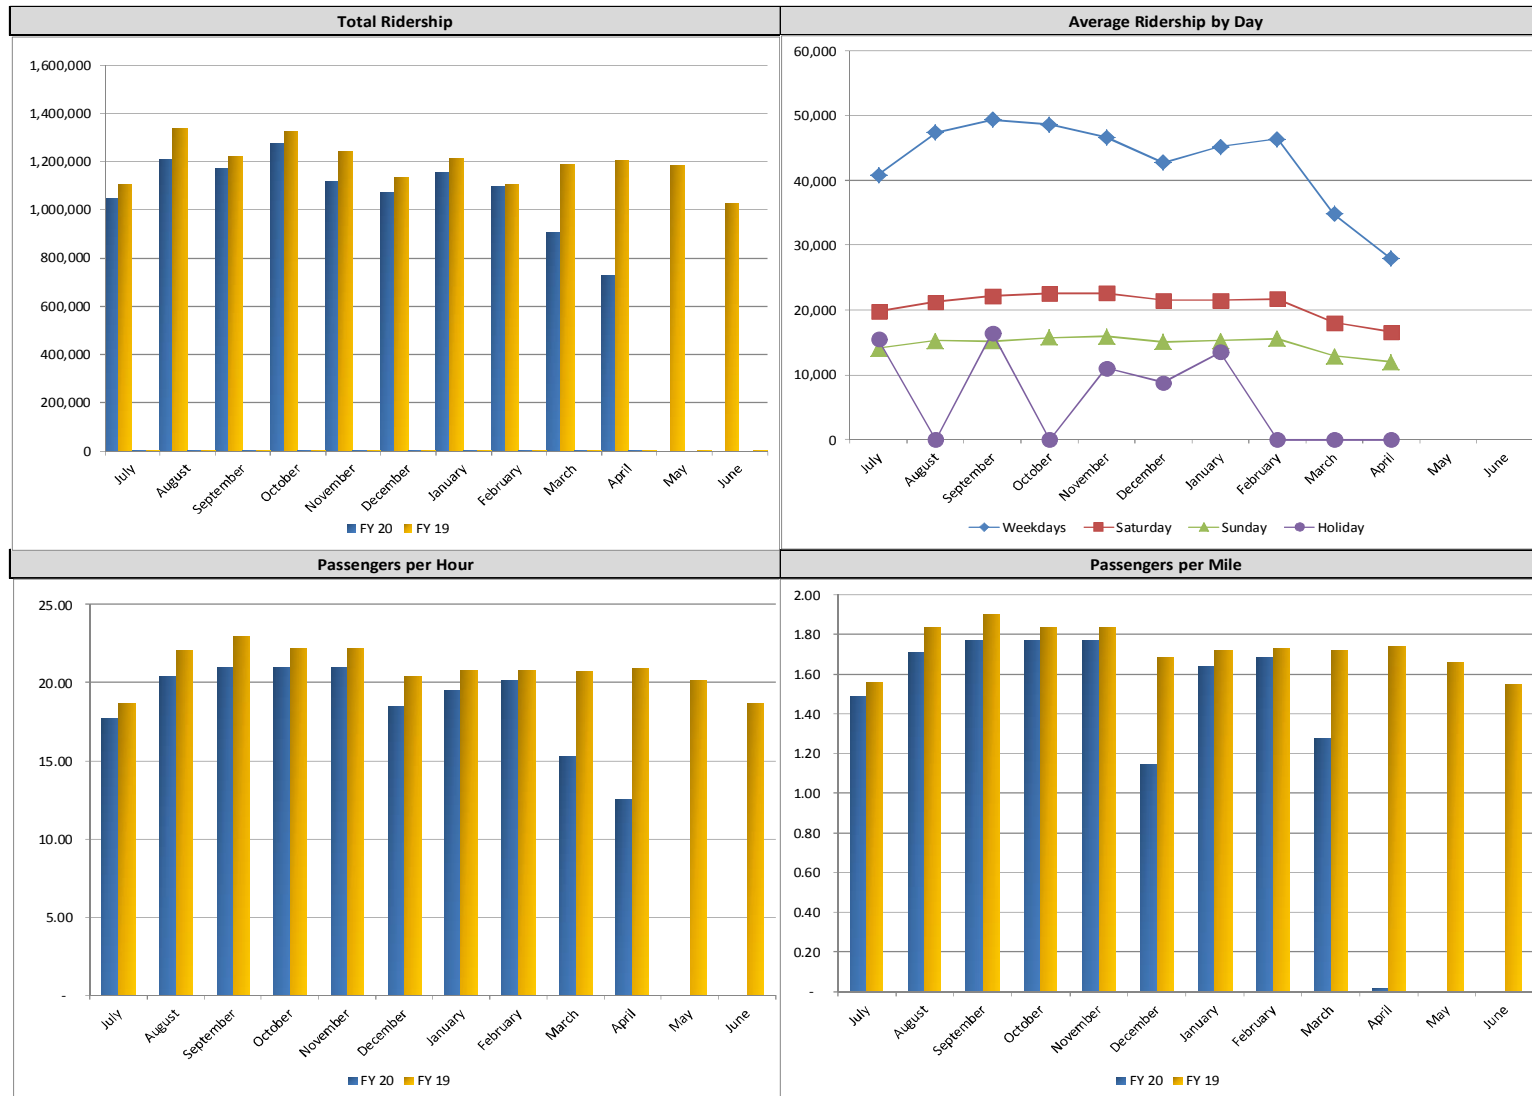 Total Ridership
1,600,000
1,400,000
1,200,000
1,000,000
800,000
600,000
400,000
200,000
0
July August September October November December January February March April May June
FY 20 FY 19
Average Ridership by Day
60,000
50,000
40,000
30,000
20,000
10,000
0
July August September October November December January February March April May June
Weekdays Saturday Sunday Holiday
Passengers per Hour
25.00
20.00
15.00
10.00
5.00
-
July August September October November December January February March April May June
FY 20 FY 19
Passengers per Mile
2.00
1.80
1.60
1.40
1.20
1.00
0.80
0.60
0.40
0.20
-
July August September October November December January February March April May June
FY 20 FY 19